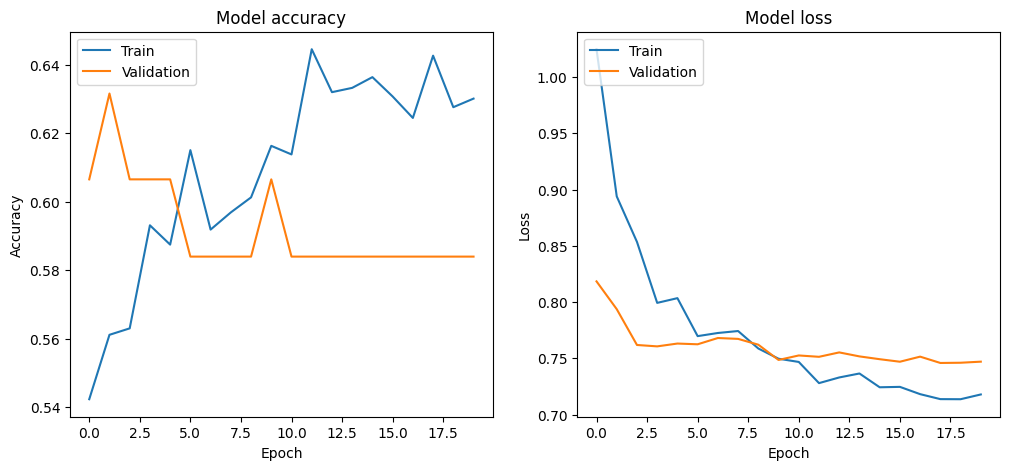 Model accuracy
Train
Validation
0.64
0.62
0.60
0.58
0.56
0.54
Accuracy
0.0 2.5 5.0 7.5 10.0 12.5 15.0 17.5
Epoch
Model loss
Train
Validation
1.00
0.95
0.90
0.85
0.80
0.75
0.70
Loss
0.0 2.5 5.0 7.5 10.0 12.5 15.0 17.5
Epoch